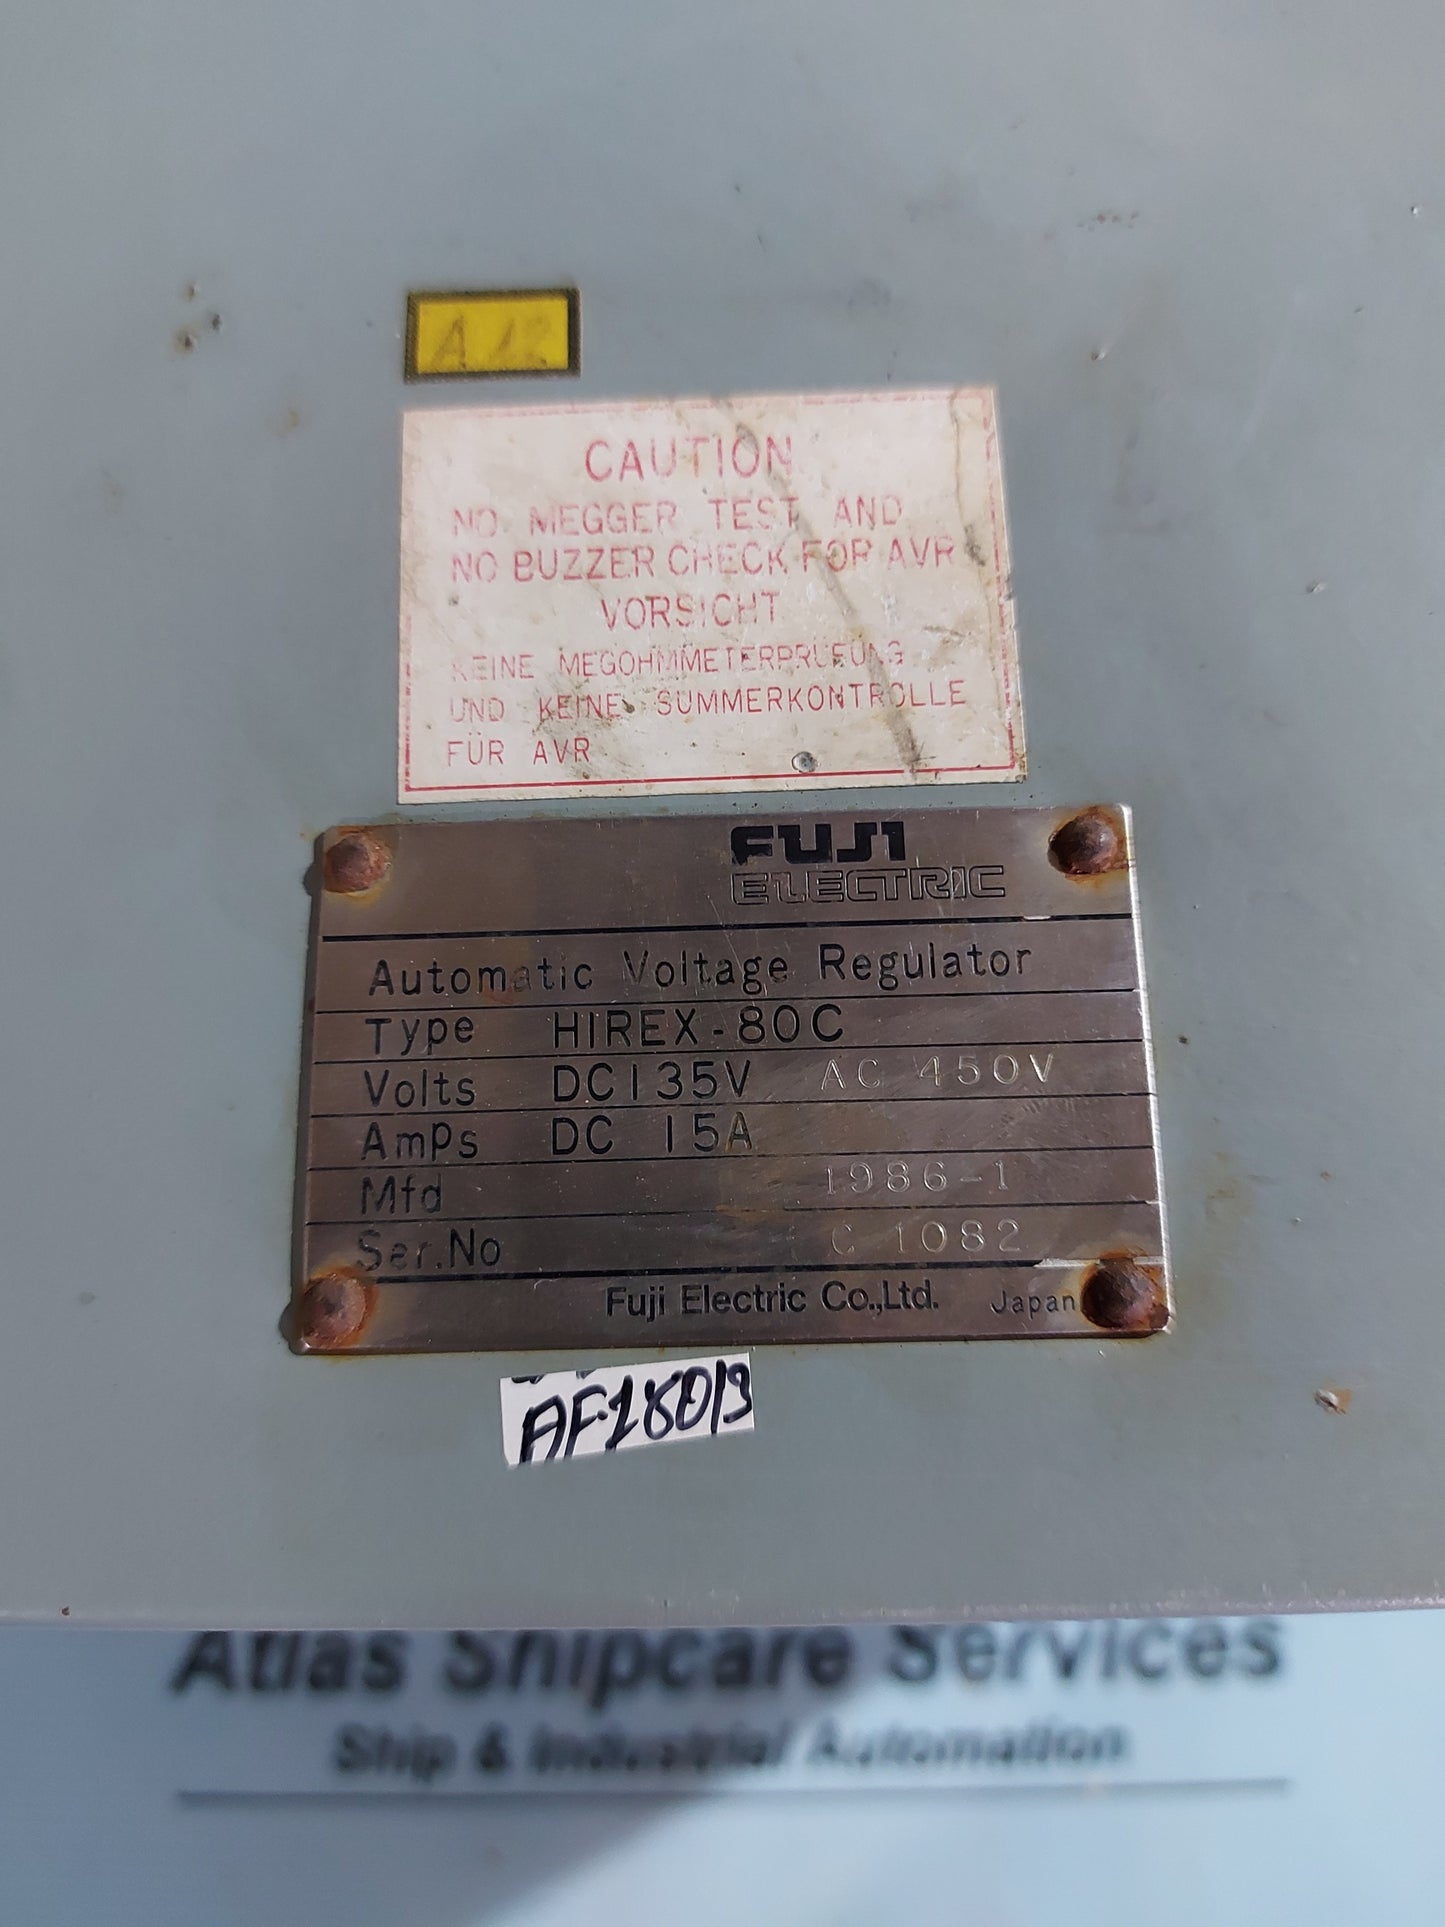 A 12
CAUTION
NO MEGGER TEST AND
NO BUZZER CHECK FOR AVR
VORSICHT
KEINE MEGOHMMETERPRÜFUNG
UND KEINE SUMMERKONTROLLE
FÜR AVR
FUJI
ELECTRIC
Automatic Voltage Regulator
Type HIREX-80C
Volts DC135V AC 450V
Amps DC 15A
Mfd 1986-1
Ser.No C 1082
Fuji Electric Co.,Ltd. Japan
AF18013
Atlas Shipcare Services
Ship & Industrial Automation